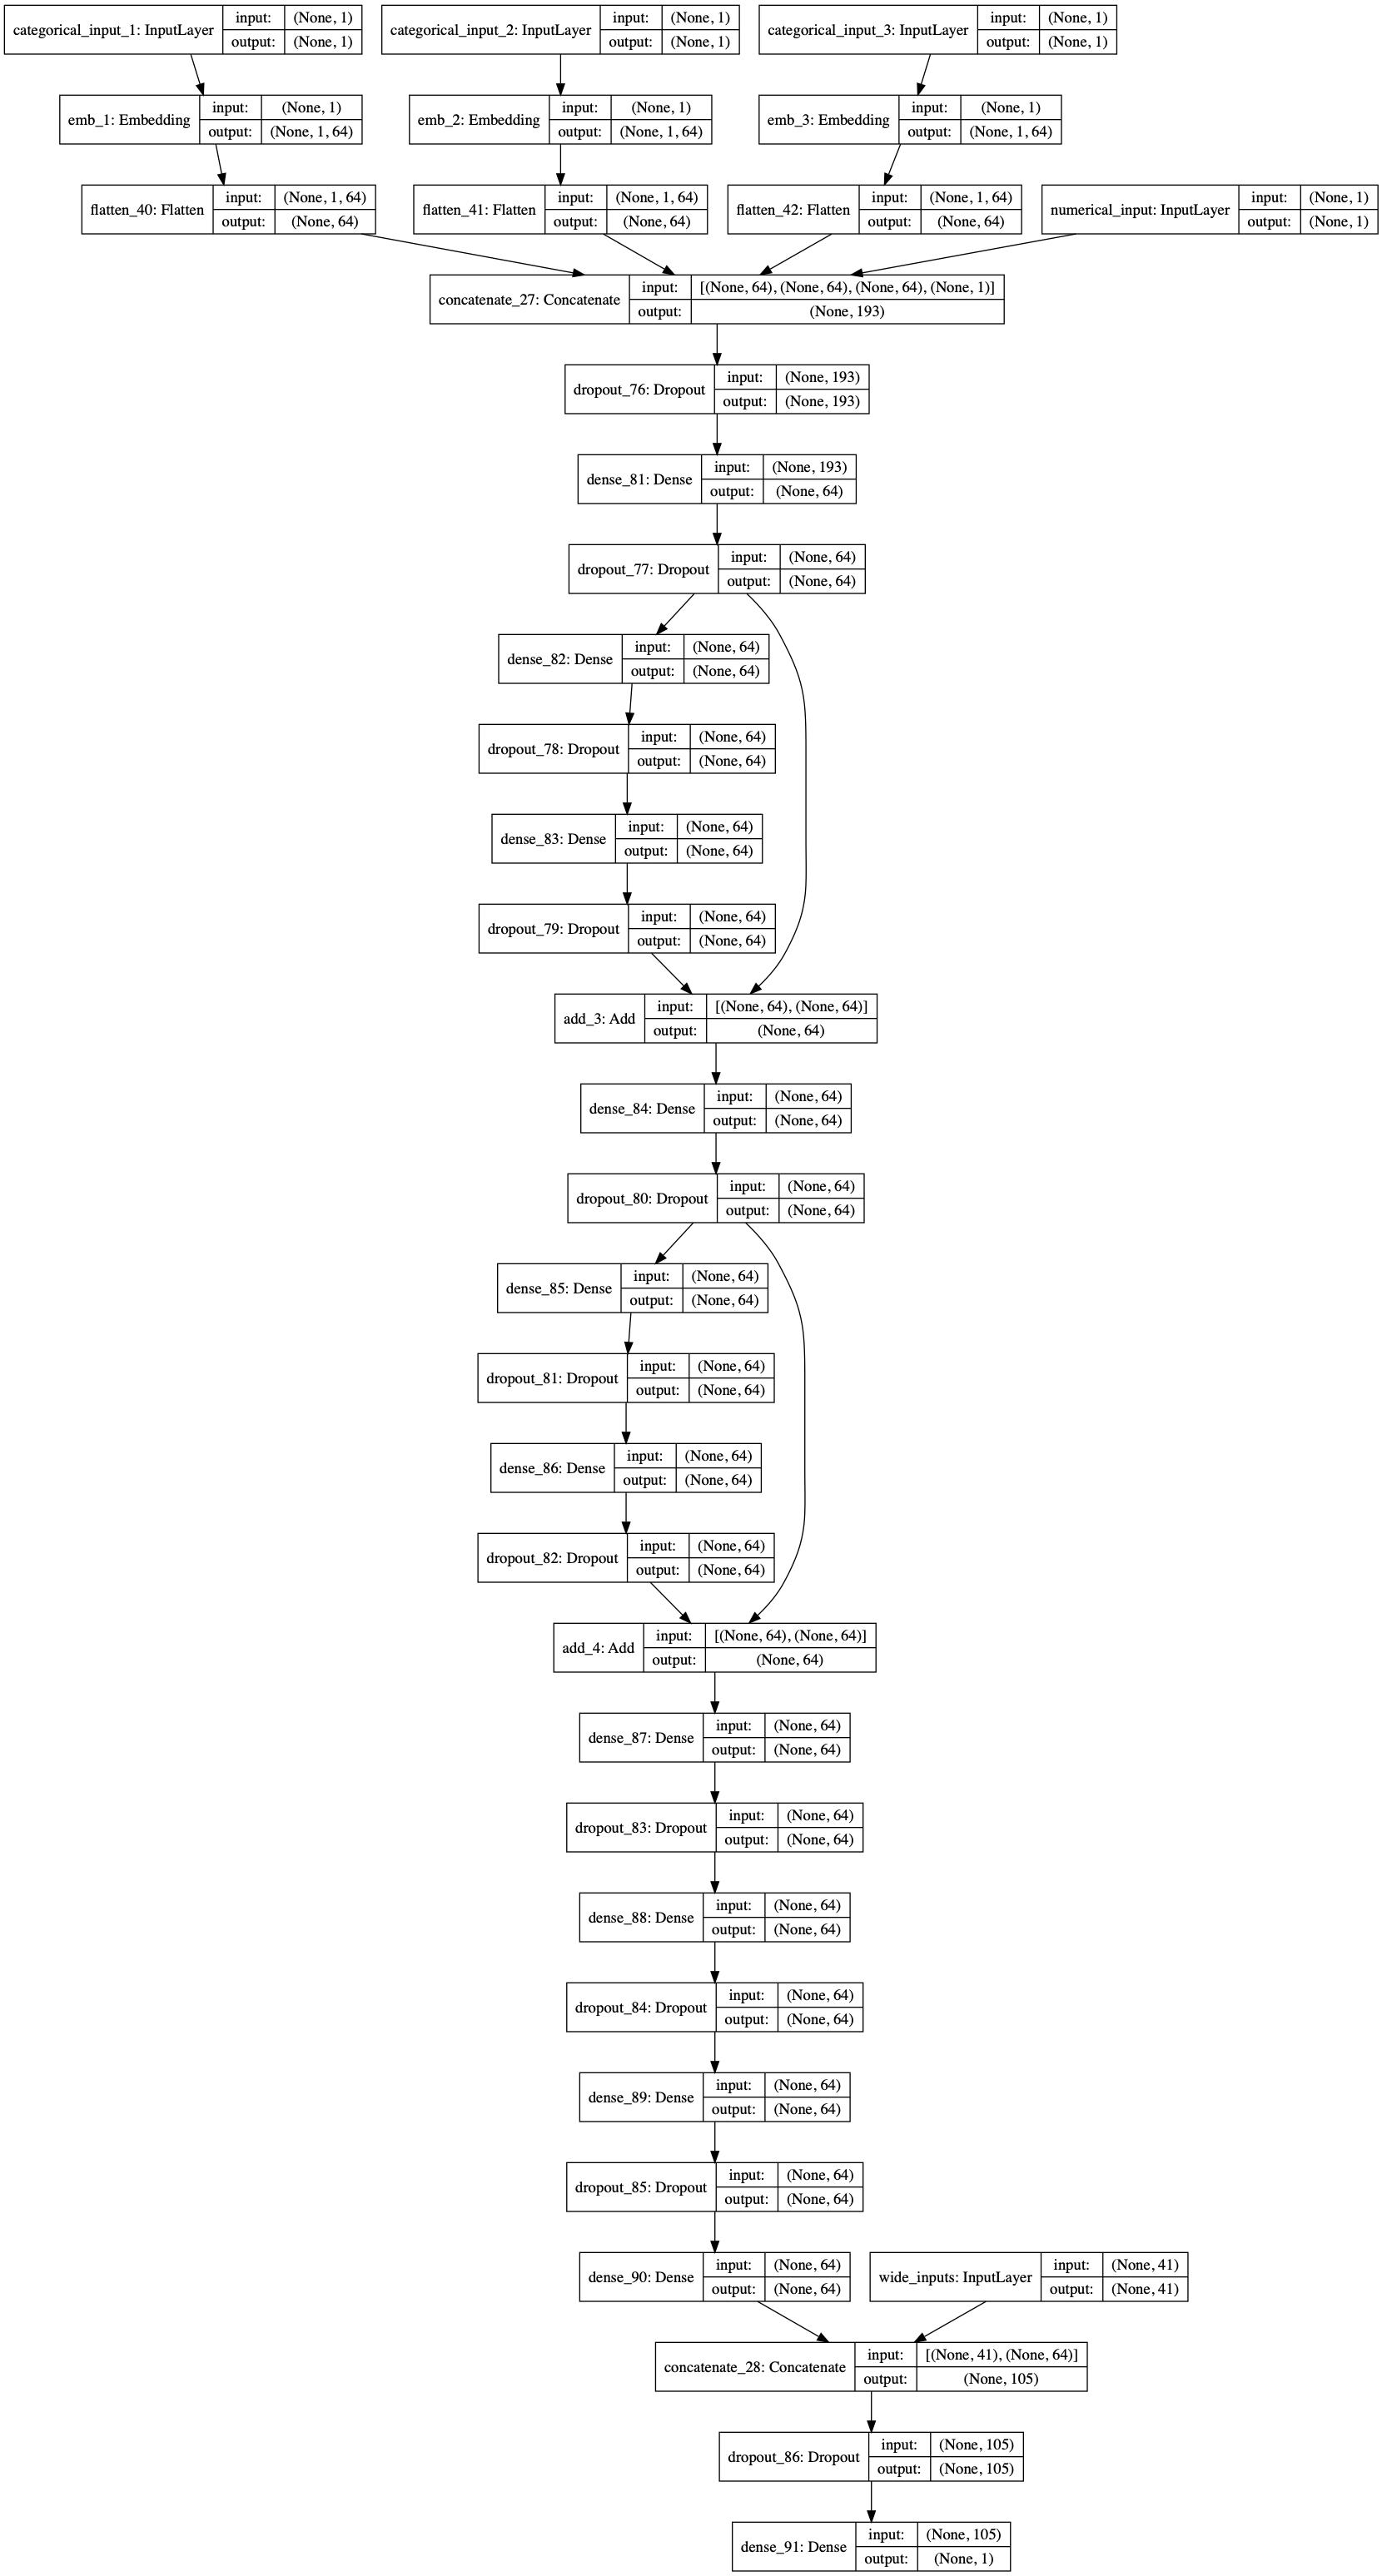 categorical_input_1: InputLayer input: (None, 1)
output: (None, 1)
categorical_input_2: InputLayer input: (None, 1)
output: (None, 1)
categorical_input_3: InputLayer input: (None, 1)
output: (None, 1)
emb_1: Embedding input: (None, 1)
output: (None, 1, 64)
emb_2: Embedding input: (None, 1)
output: (None, 1, 64)
emb_3: Embedding input: (None, 1)
output: (None, 1, 64)
flatten_40: Flatten input: (None, 1, 64)
output: (None, 64)
flatten_41: Flatten input: (None, 1, 64)
output: (None, 64)
flatten_42: Flatten input: (None, 1, 64)
output: (None, 64)
numerical_input: InputLayer input: (None, 1)
output: (None, 1)
concatenate_27: Concatenate input: [(None, 64), (None, 64), (None, 64), (None, 1)]
output: (None, 193)
dropout_76: Dropout input: (None, 193)
output: (None, 193)
dense_81: Dense input: (None, 193)
output: (None, 64)
dropout_77: Dropout input: (None, 64)
output: (None, 64)
dense_82: Dense input: (None, 64)
output: (None, 64)
dropout_78: Dropout input: (None, 64)
output: (None, 64)
dense_83: Dense input: (None, 64)
output: (None, 64)
dropout_79: Dropout input: (None, 64)
output: (None, 64)
add_3: Add input: [(None, 64), (None, 64)]
output: (None, 64)
dense_84: Dense input: (None, 64)
output: (None, 64)
dropout_80: Dropout input: (None, 64)
output: (None, 64)
dense_85: Dense input: (None, 64)
output: (None, 64)
dropout_81: Dropout input: (None, 64)
output: (None, 64)
dense_86: Dense input: (None, 64)
output: (None, 64)
dropout_82: Dropout input: (None, 64)
output: (None, 64)
add_4: Add input: [(None, 64), (None, 64)]
output: (None, 64)
dense_87: Dense input: (None, 64)
output: (None, 64)
dropout_83: Dropout input: (None, 64)
output: (None, 64)
dense_88: Dense input: (None, 64)
output: (None, 64)
dropout_84: Dropout input: (None, 64)
output: (None, 64)
dense_89: Dense input: (None, 64)
output: (None, 64)
dropout_85: Dropout input: (None, 64)
output: (None, 64)
dense_90: Dense input: (None, 64)
output: (None, 64)
wide_inputs: InputLayer input: (None, 41)
output: (None, 41)
concatenate_28: Concatenate input: [(None, 41), (None, 64)]
output: (None, 105)
dropout_86: Dropout input: (None, 105)
output: (None, 105)
dense_91: Dense input: (None, 105)
output: (None, 1)